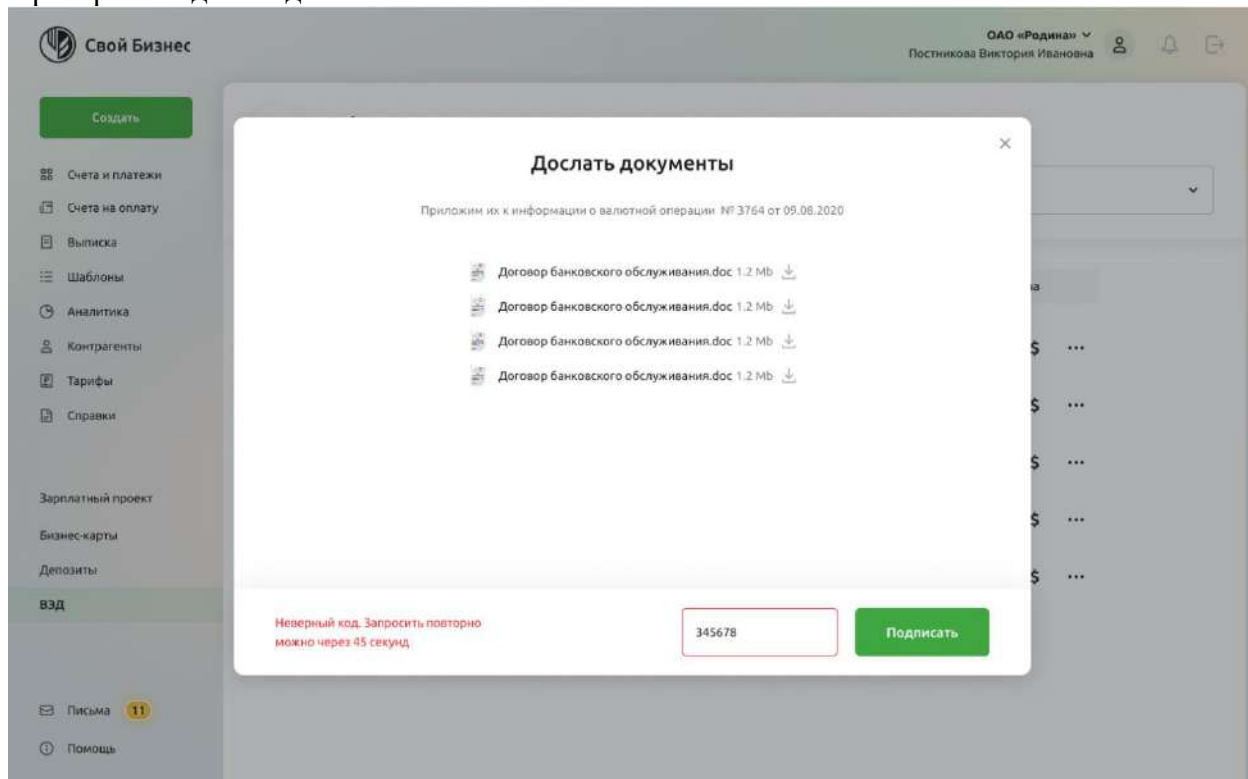 Свой Бизнес
ОАО «Родина»
Постникова Виктория Ивановна
Создать
Счета и платежи
Счета на оплату
Выписка
Шаблоны
Аналитика
Контрагенты
Тарифы
Справки
Зарплатный проект
Бизнес-карты
Депозиты
ВЭД
Письма 11
Помощь
Дослать документы
Приложим их к информации о валютной операции № 3764 от 09.08.2020
Договор банковского обслуживания.doc 1.2 Mb
Договор банковского обслуживания.doc 1.2 Mb
Договор банковского обслуживания.doc 1.2 Mb
Договор банковского обслуживания.doc 1.2 Mb
$ ...
$ ...
$ ...
$ ...
$ ...
Неверный код. Запросить повторно
можно через 45 секунд
345678
Подписать